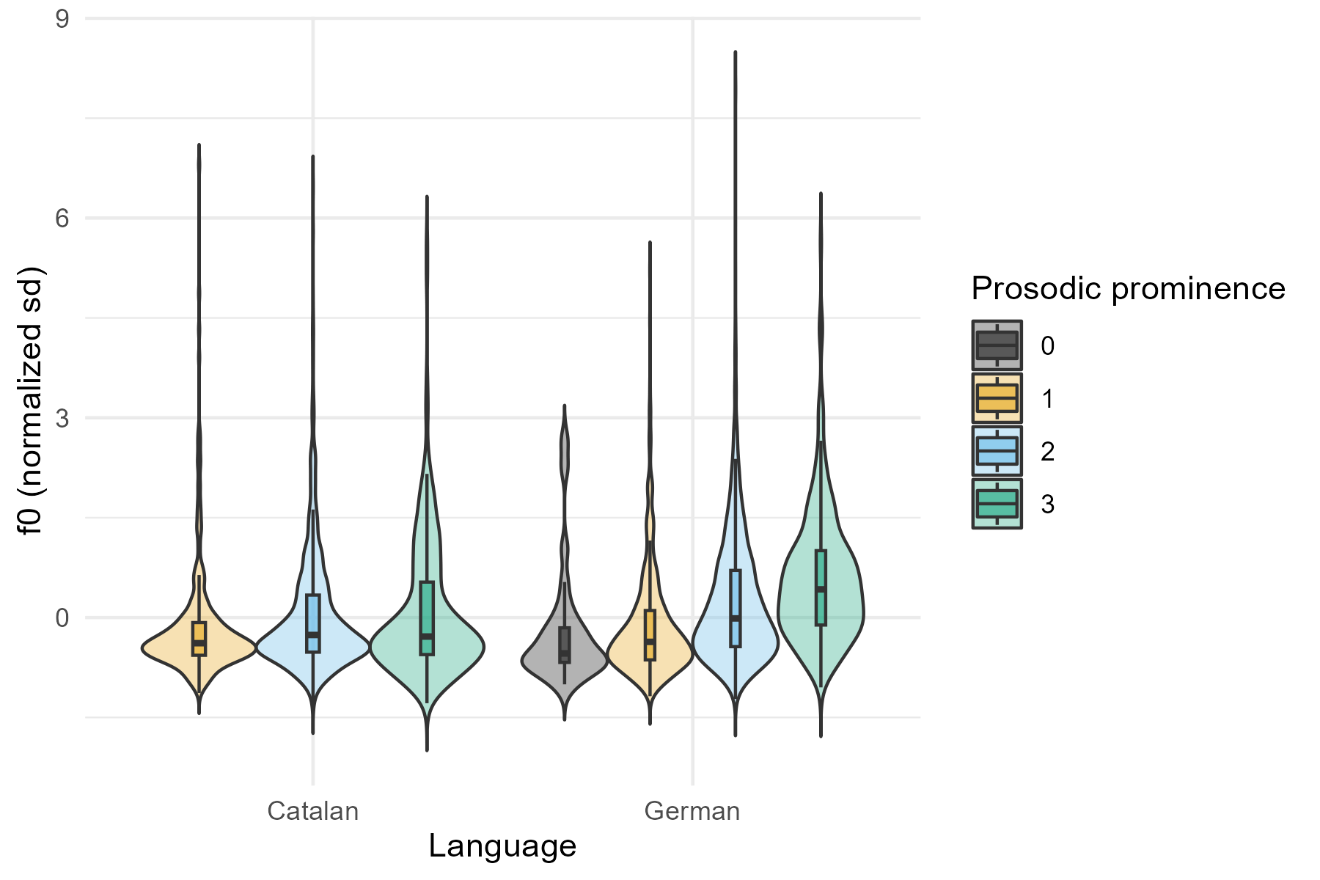 9
6
3
0
f0 (normalized sd)
Catalan
German
Language
Prosodic prominence
0
1
2
3